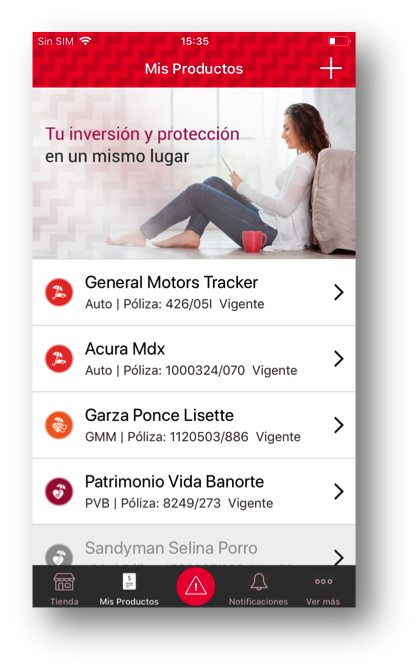 Sin SIM 15:35
Mis Productos
Tu inversión y protección
en un mismo lugar
General Motors Tracker
Auto | Póliza: 426/05I Vigente
Acura Mdx
Auto | Póliza: 1000324/070 Vigente
Garza Ponce Lisette
GMM | Póliza: 1120503/886 Vigente
Patrimonio Vida Banorte
PVB | Póliza: 8249/273 Vigente
Sandyman Selina Porro
Tienda Mis Productos Notificaciones Ver más